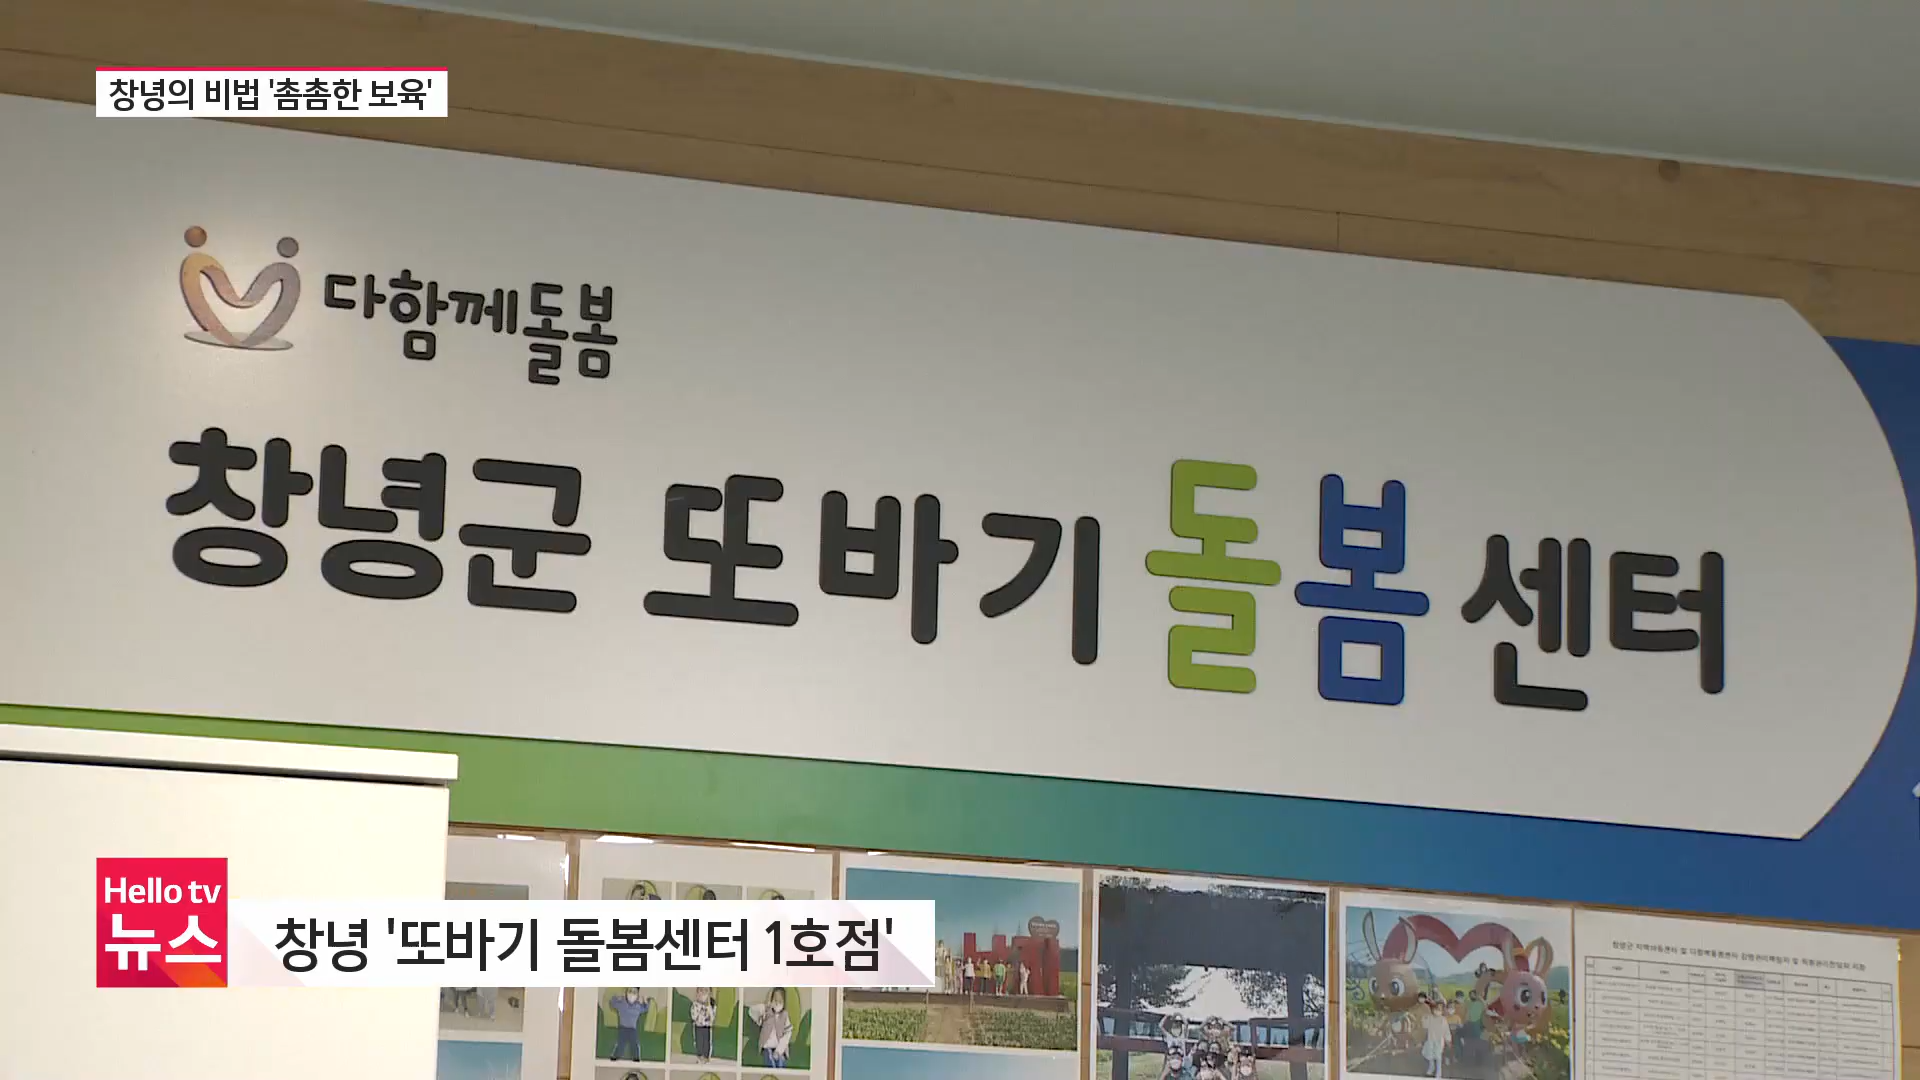 창녕의 비법 '촘촘한 보육'
다함께돌봄
창녕군 또바기 돌봄센터
Hello tv
뉴스
창녕 '또바기 돌봄센터 1호점'